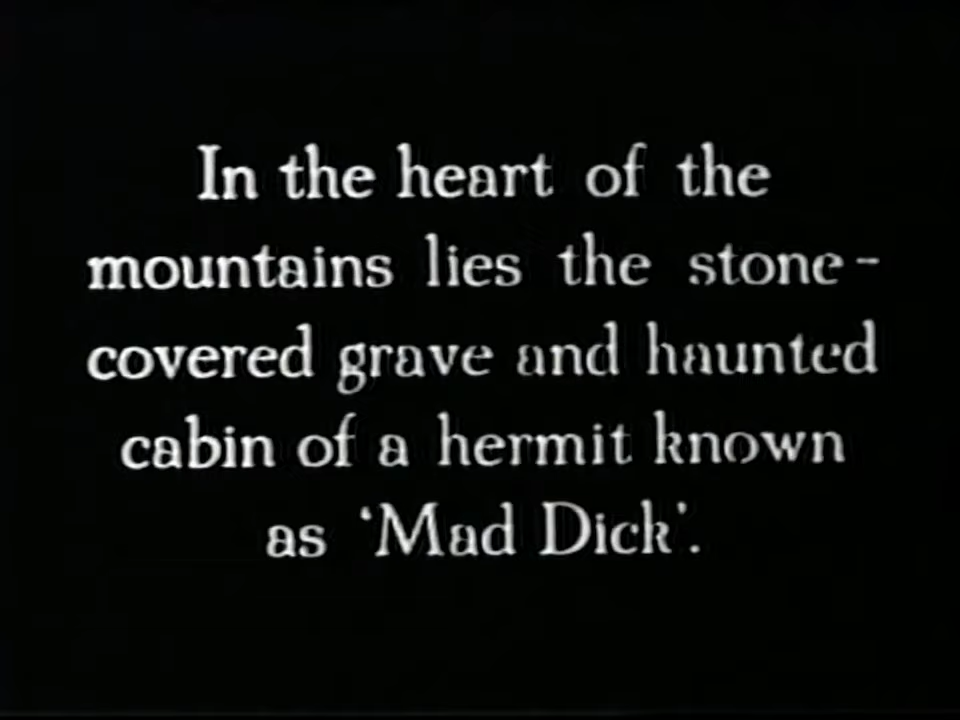 In the heart of the
mountains lies the stone-
covered grave and haunted
cabin of a hermit known
as ‘Mad Dick’.